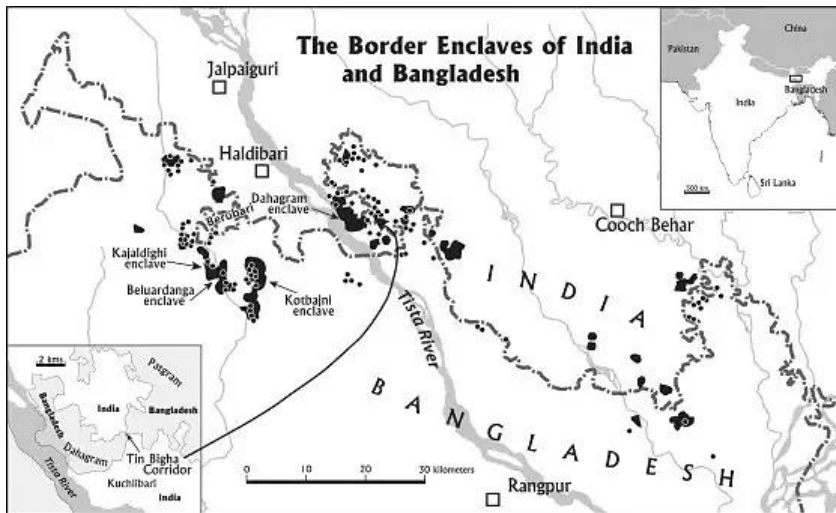 The Border Enclaves of India
and Bangladesh
Jalpaiguri
Haldibari
Dahagram
enclave
Berubari
Kajaldighi
enclave
Beluardanga
enclave
Kotbajni
enclave
Cooch Behar
INDIA
Tista River
BANGLADESH
Rangpur
0 10 20 30 kilometers
China
Pakistan
Bangladesh
India
500 km.
Sri Lanka
2 kms.
Patgram
Bangladesh
India
Bangladesh
Dahagram
Tin Bigha
Corridor
Tista River
Kuchlibari
India